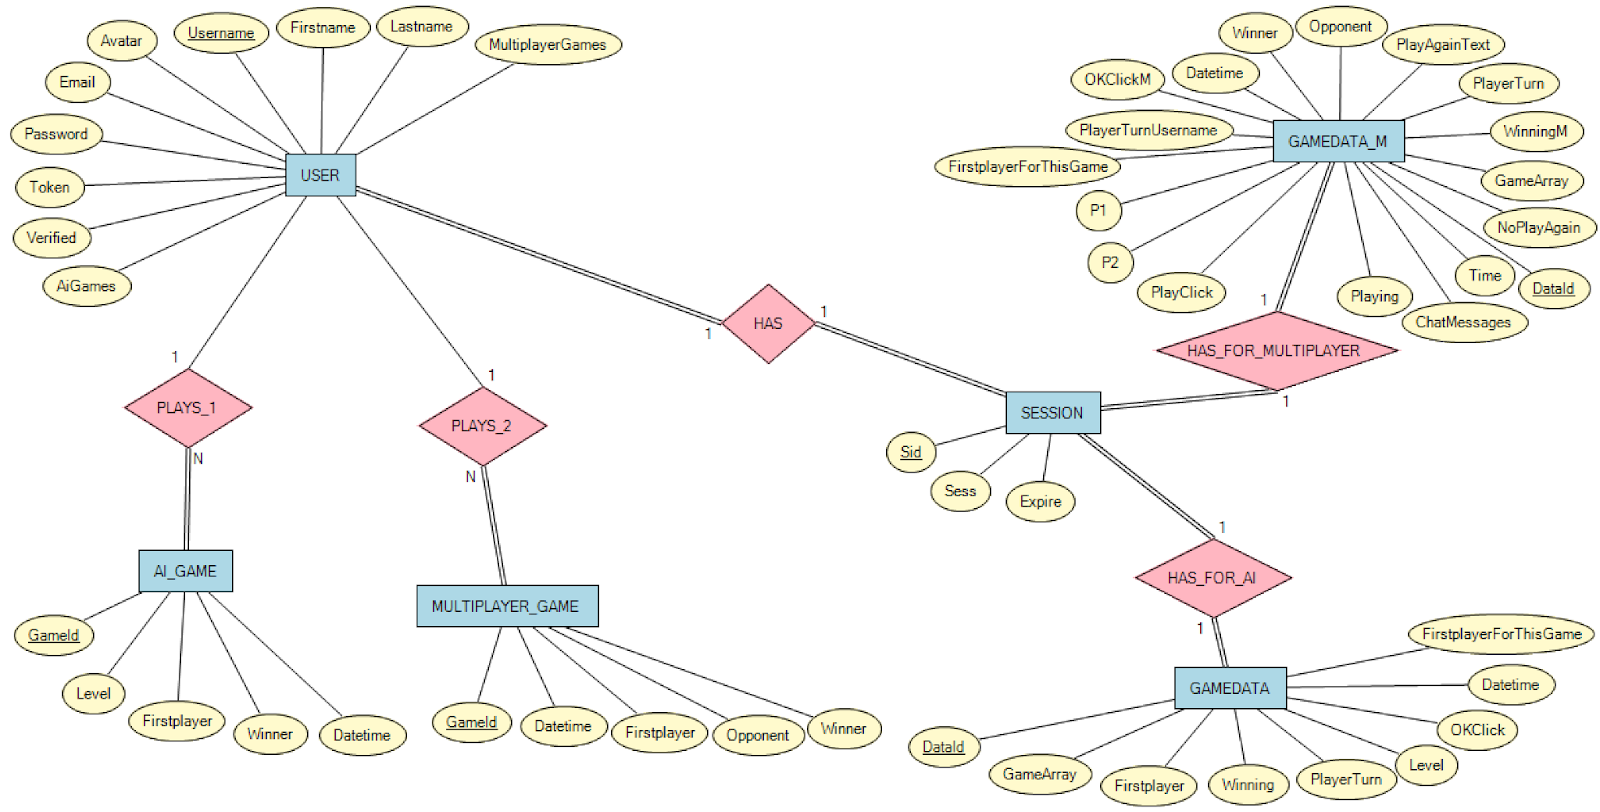 Avatar
Username
Firstname
Lastname
MultiplayerGames
Email
Password
Token
Verified
AiGames
USER
Winner
Opponent
PlayAgainText
OKClickM
Datetime
PlayerTurn
PlayerTurnUsername
GAMEDATA_M
WinningM
FirstplayerForThisGame
GameArray
P1
NoPlayAgain
P2
PlayClick
Playing
Time
DataId
ChatMessages
1
HAS_FOR_MULTIPLAYER
1
1
HAS
1
SESSION
Sid
Sess
Expire
1
PLAYS_1
N
1
PLAYS_2
N
AI_GAME
GameId
Level
Firstplayer
Winner
Datetime
MULTIPLAYER_GAME
GameId
Datetime
Firstplayer
Opponent
Winner
1
HAS_FOR_AI
1
GAMEDATA
FirstplayerForThisGame
Datetime
OKClick
Level
PlayerTurn
Winning
Firstplayer
GameArray
DataId